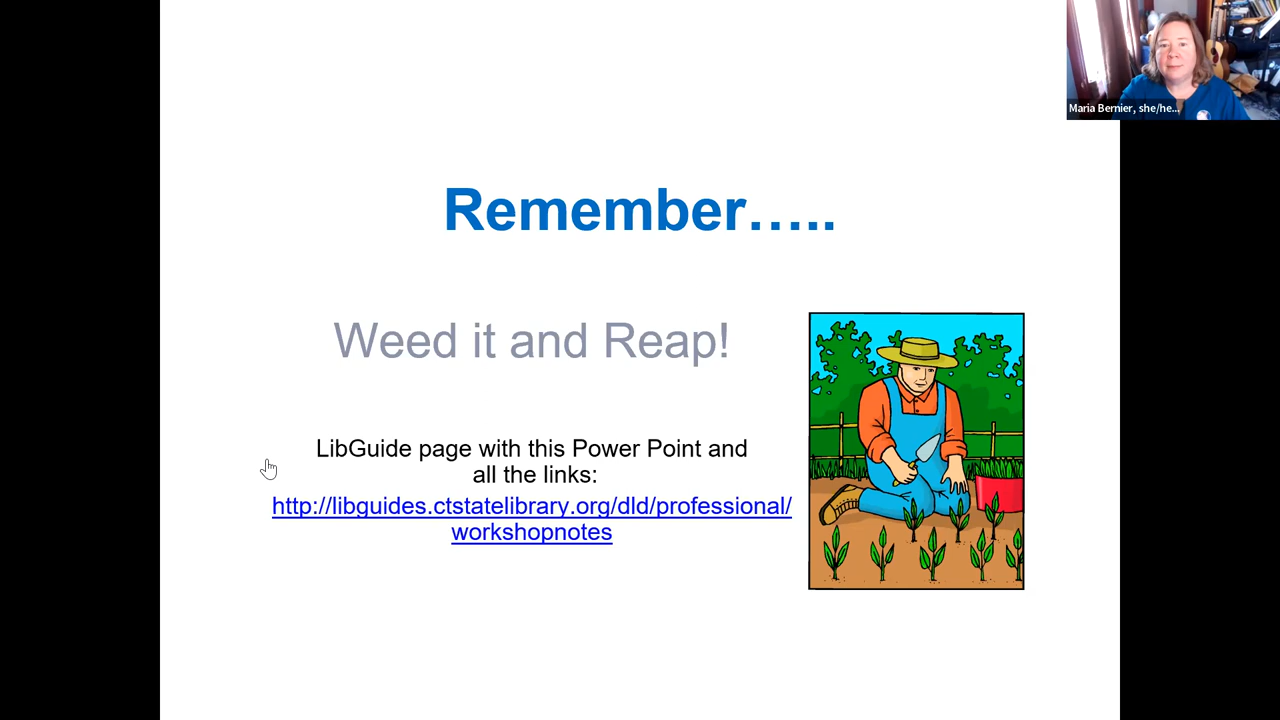 Maria Bernier, she/he...
Remember…..
Weed it and Reap!
LibGuide page with this Power Point and
all the links:
http://libguides.ctstatelibrary.org/dld/professional/
workshopnotes